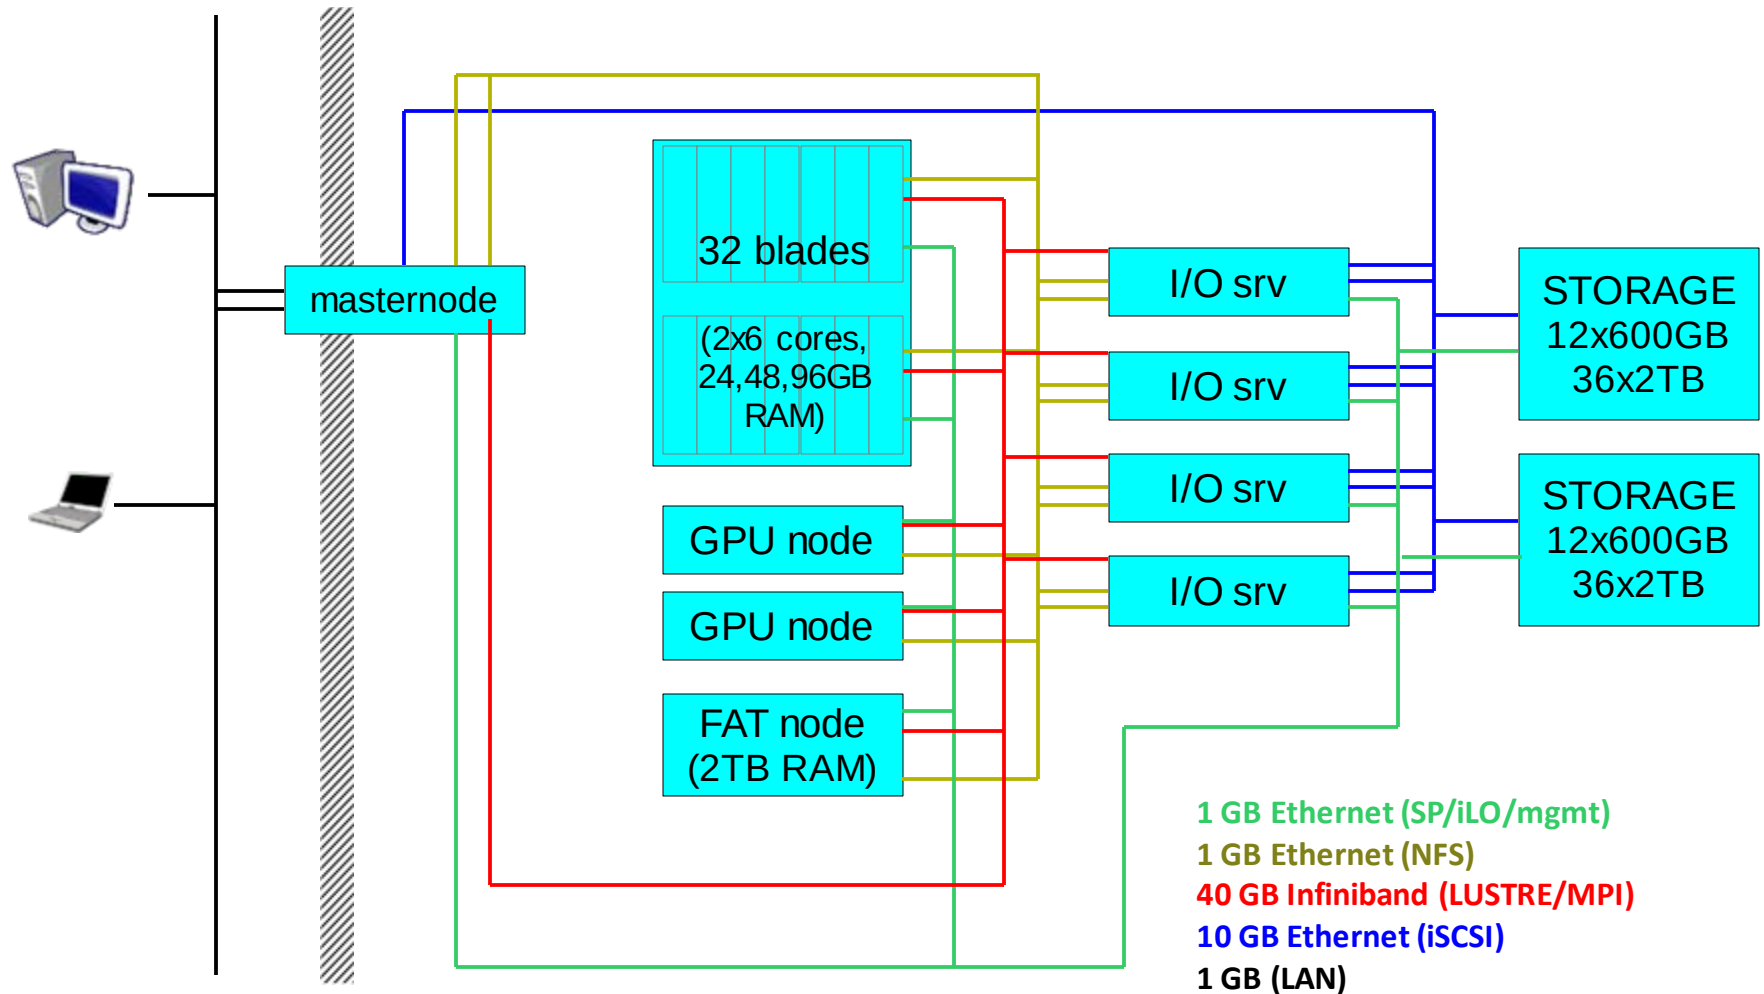 masternode
32 blades
(2x6 cores,
24,48,96GB
RAM)
GPU node
GPU node
FAT node
(2TB RAM)
I/O srv
I/O srv
I/O srv
I/O srv
STORAGE
12x600GB
36x2TB
STORAGE
12x600GB
36x2TB
1 GB Ethernet (SP/iLO/mgmt)
1 GB Ethernet (NFS)
40 GB Infiniband (LUSTRE/MPI)
10 GB Ethernet (iSCSI)
1 GB (LAN)